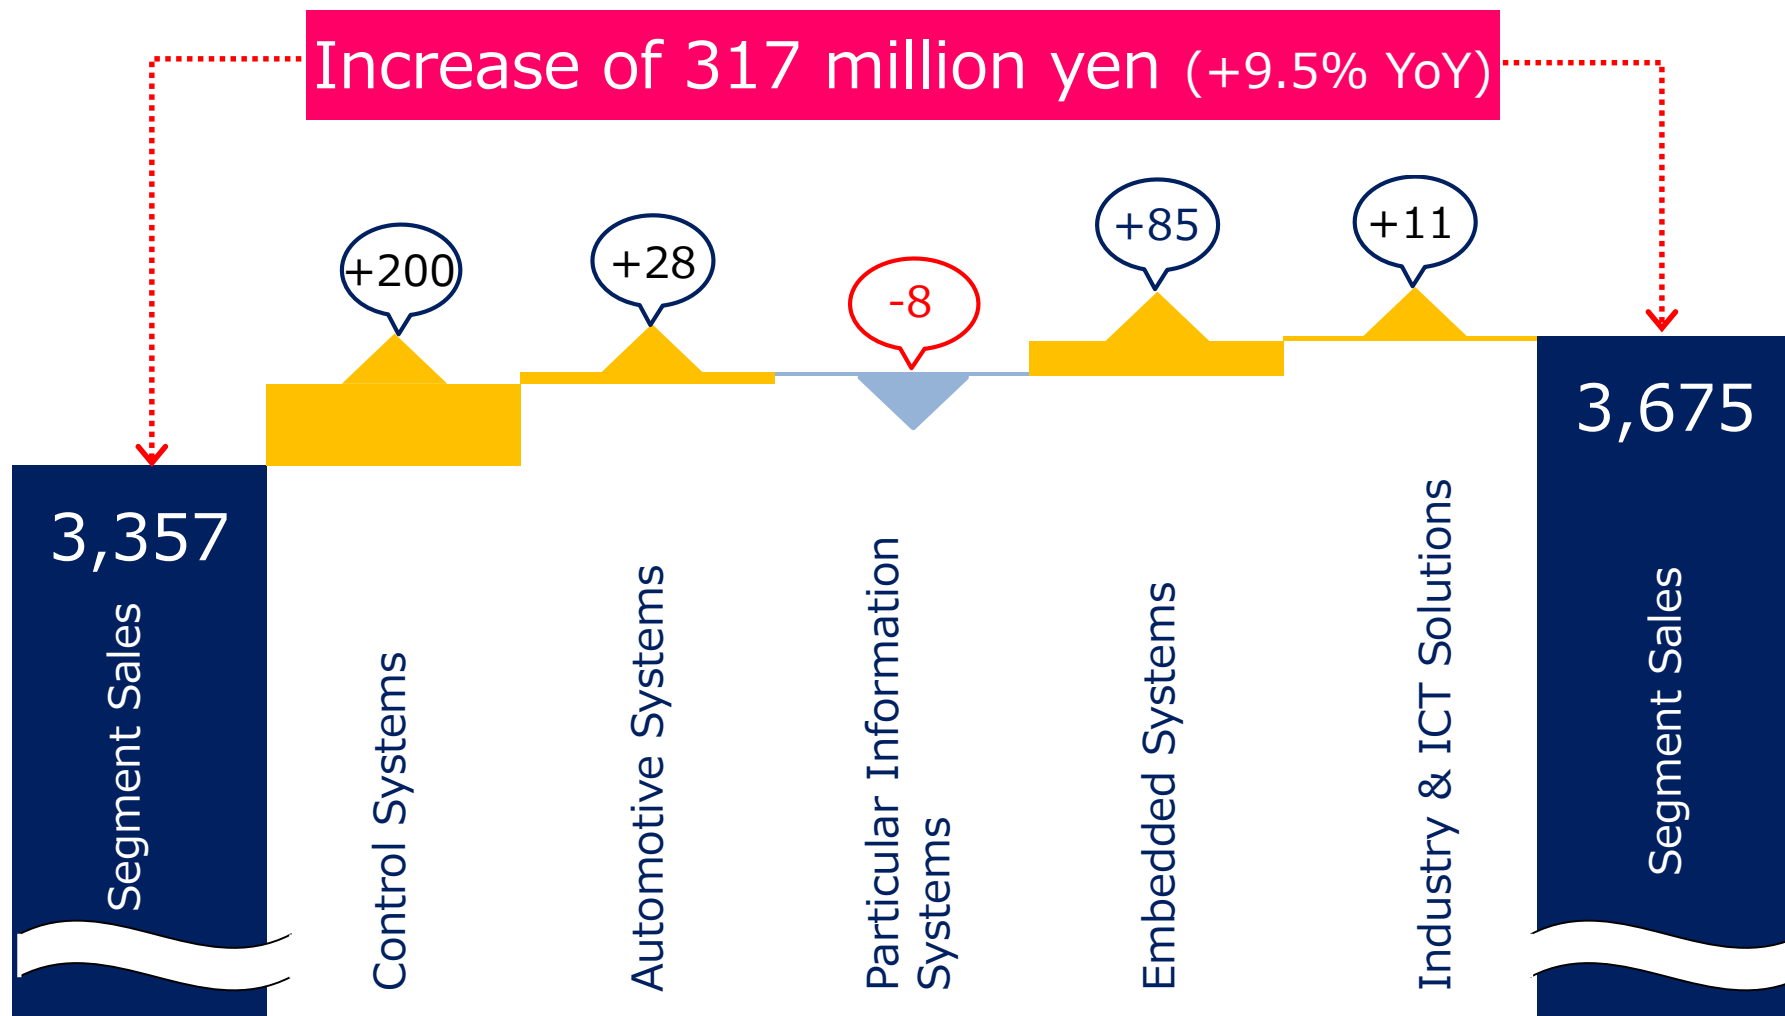 Increase of 317 million yen (+9.5% YoY)
+200
+28
-8
+85
+11
3,357
Segment Sales
Control Systems
Automotive Systems
Particular Information
Systems
Embedded Systems
Industry & ICT Solutions
3,675
Segment Sales